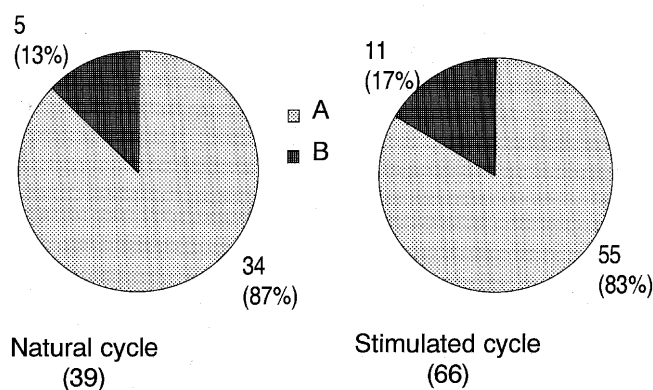 5
(13%)
34
(87%)
Natural cycle
(39)
A
B
11
(17%)
55
(83%)
Stimulated cycle
(66)